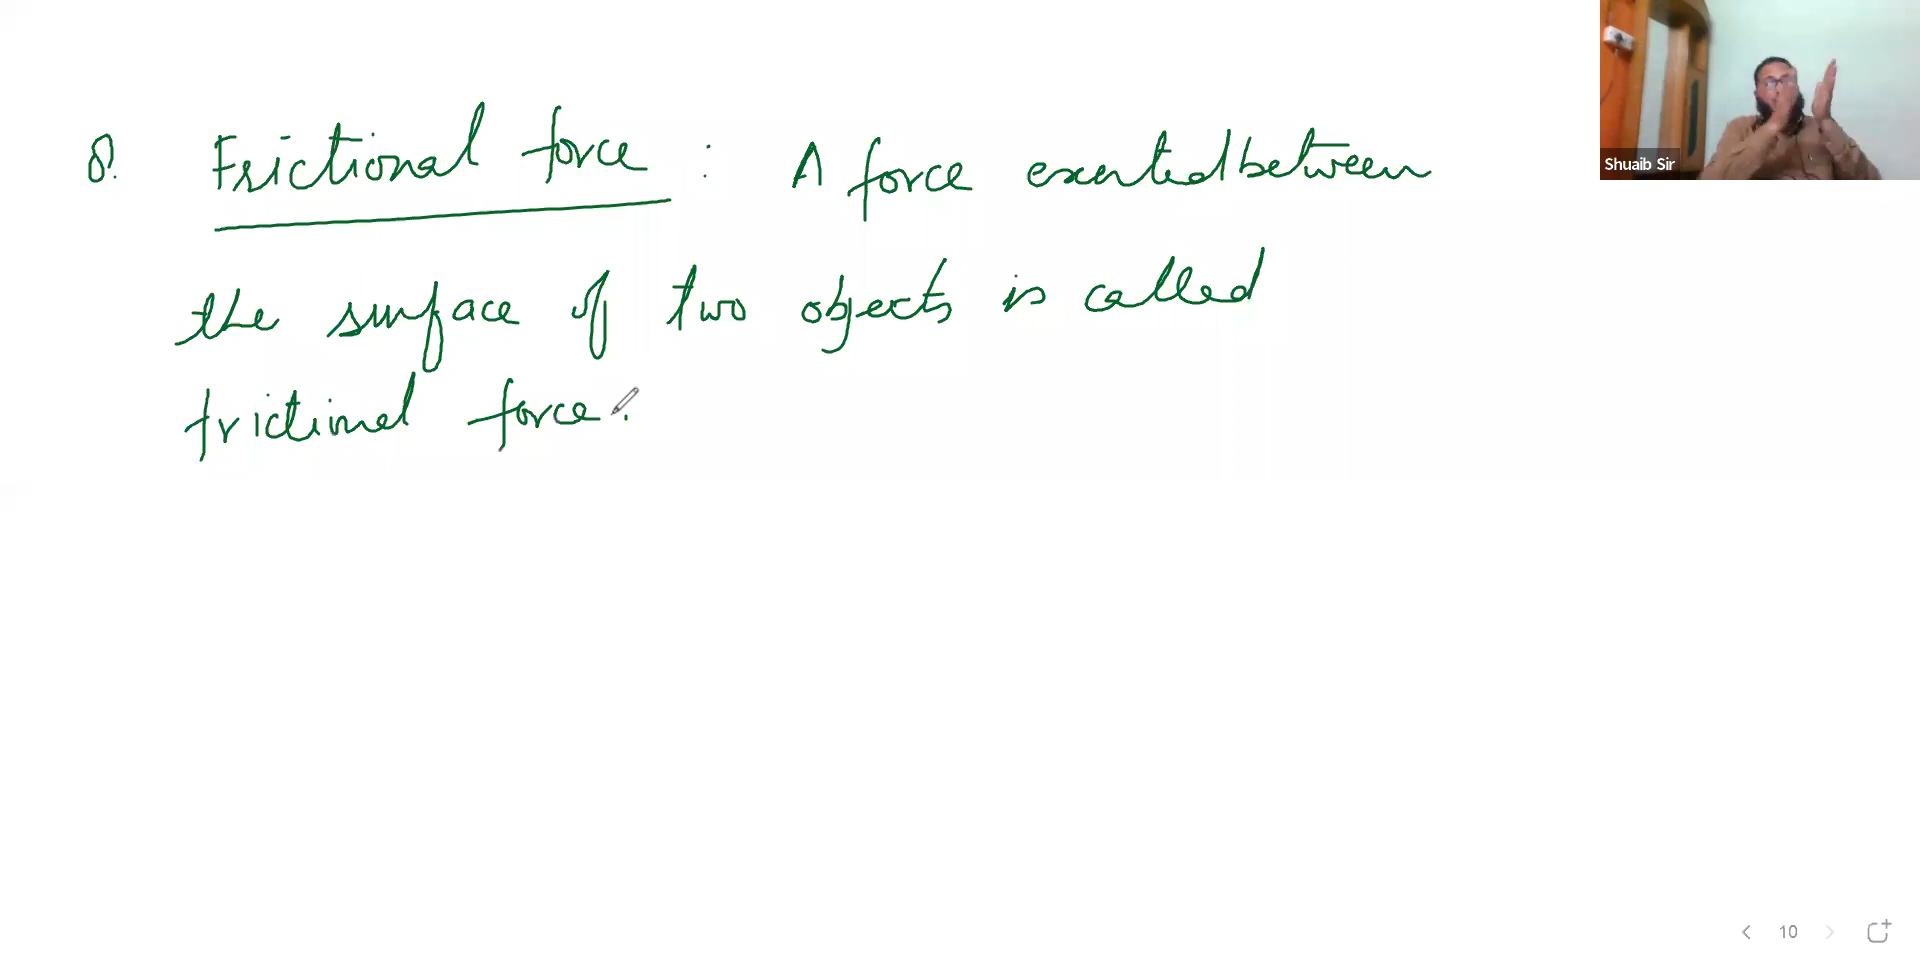 8. Frictional force : A force exerted between
the surface of two objects is called
frictional force.
Shuaib Sir
10